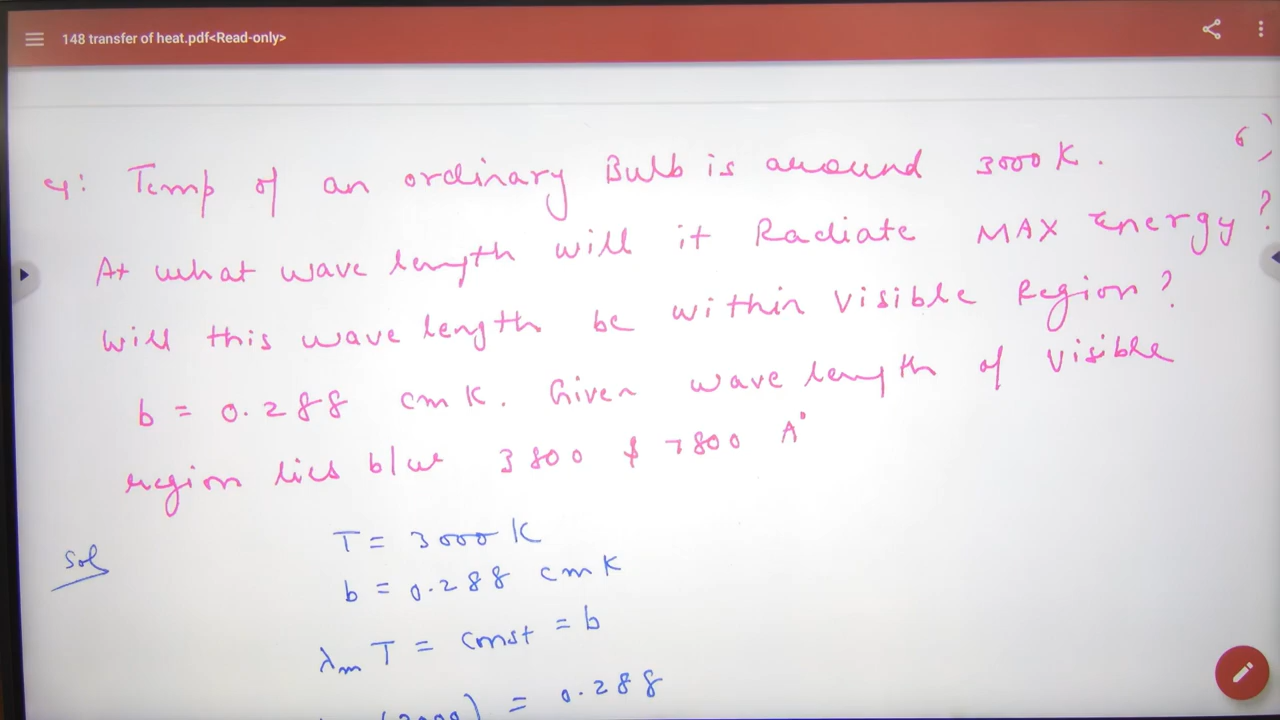 148 transfer of heat.pdf<Read-only>
6)
4: Temp of an ordinary Bulb is around 3000 K.
At what wave length will it Radiate MAX Energy?
Will this wave length be within Visible Region?
b = 0.288 cm K. Given wave length of Visible
region lies b/w 3800 & 7800 A°
Sol
T = 3000 K
b = 0.288 cm K
λm T = const = b
(3000) = 0.288